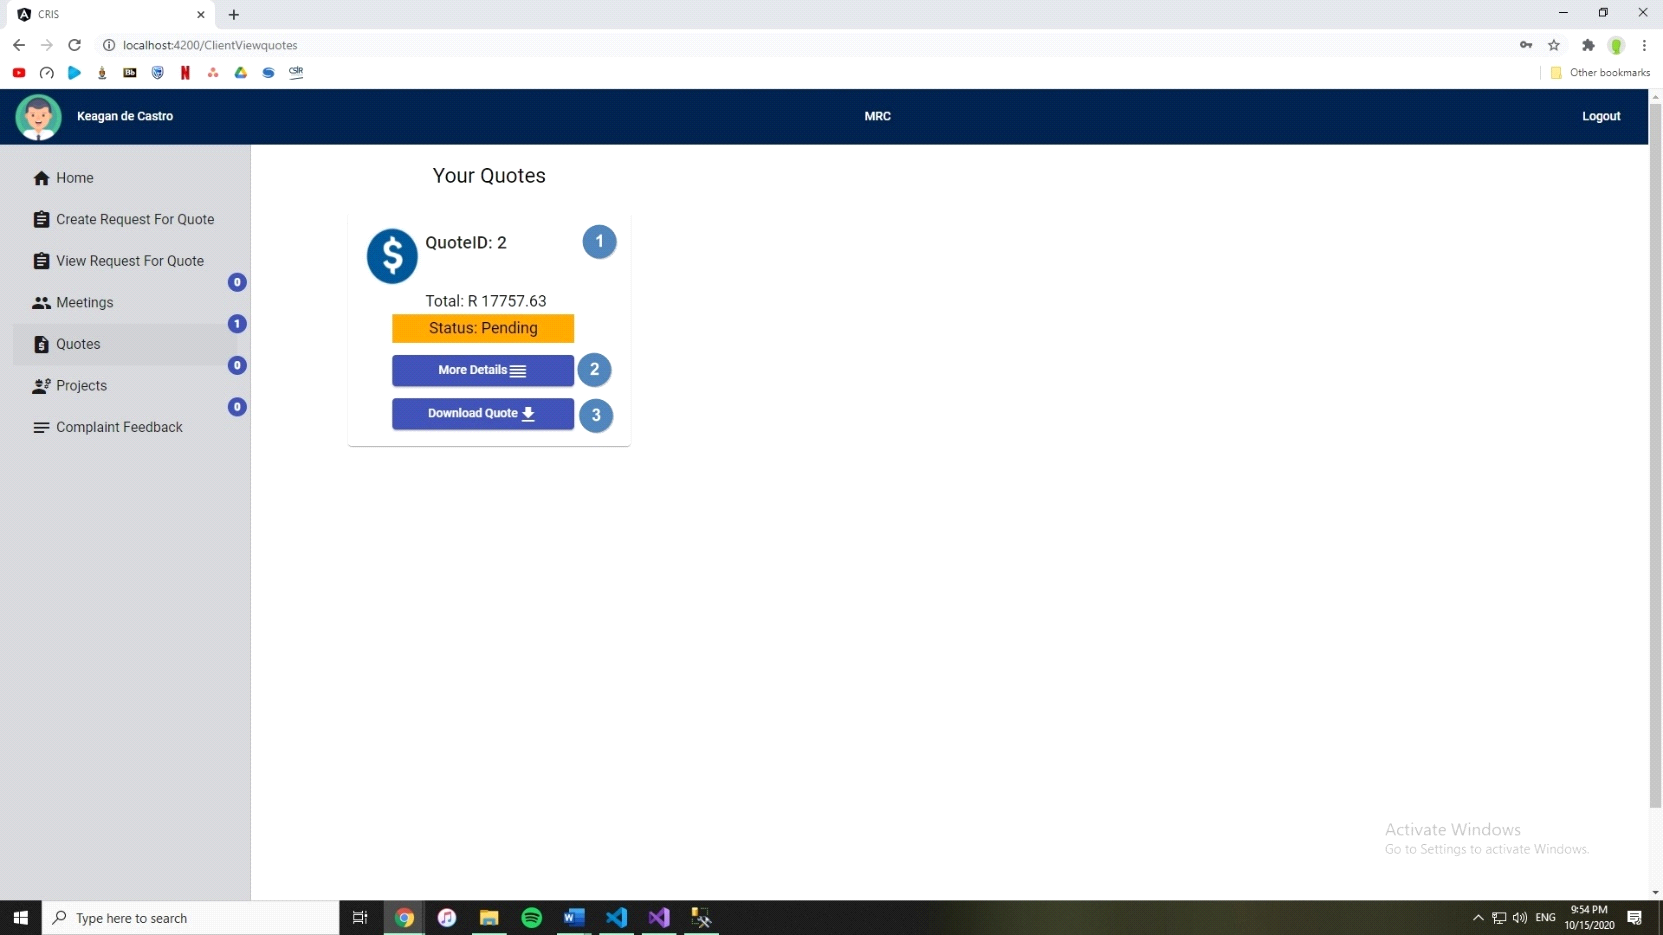 CRIS
localhost:4200/ClientViewquotes
Bb
N
CSIR
Other bookmarks
Keagan de Castro
MRC
Logout
Home
Create Request For Quote
View Request For Quote
0
Meetings
1
Quotes
0
Projects
0
Complaint Feedback
Your Quotes
$
QuoteID: 2
1
Total: R 17757.63
Status: Pending
More Details
2
Download Quote
3
Activate Windows
Go to Settings to activate Windows.
Type here to search
ENG
9:54 PM
10/15/2020